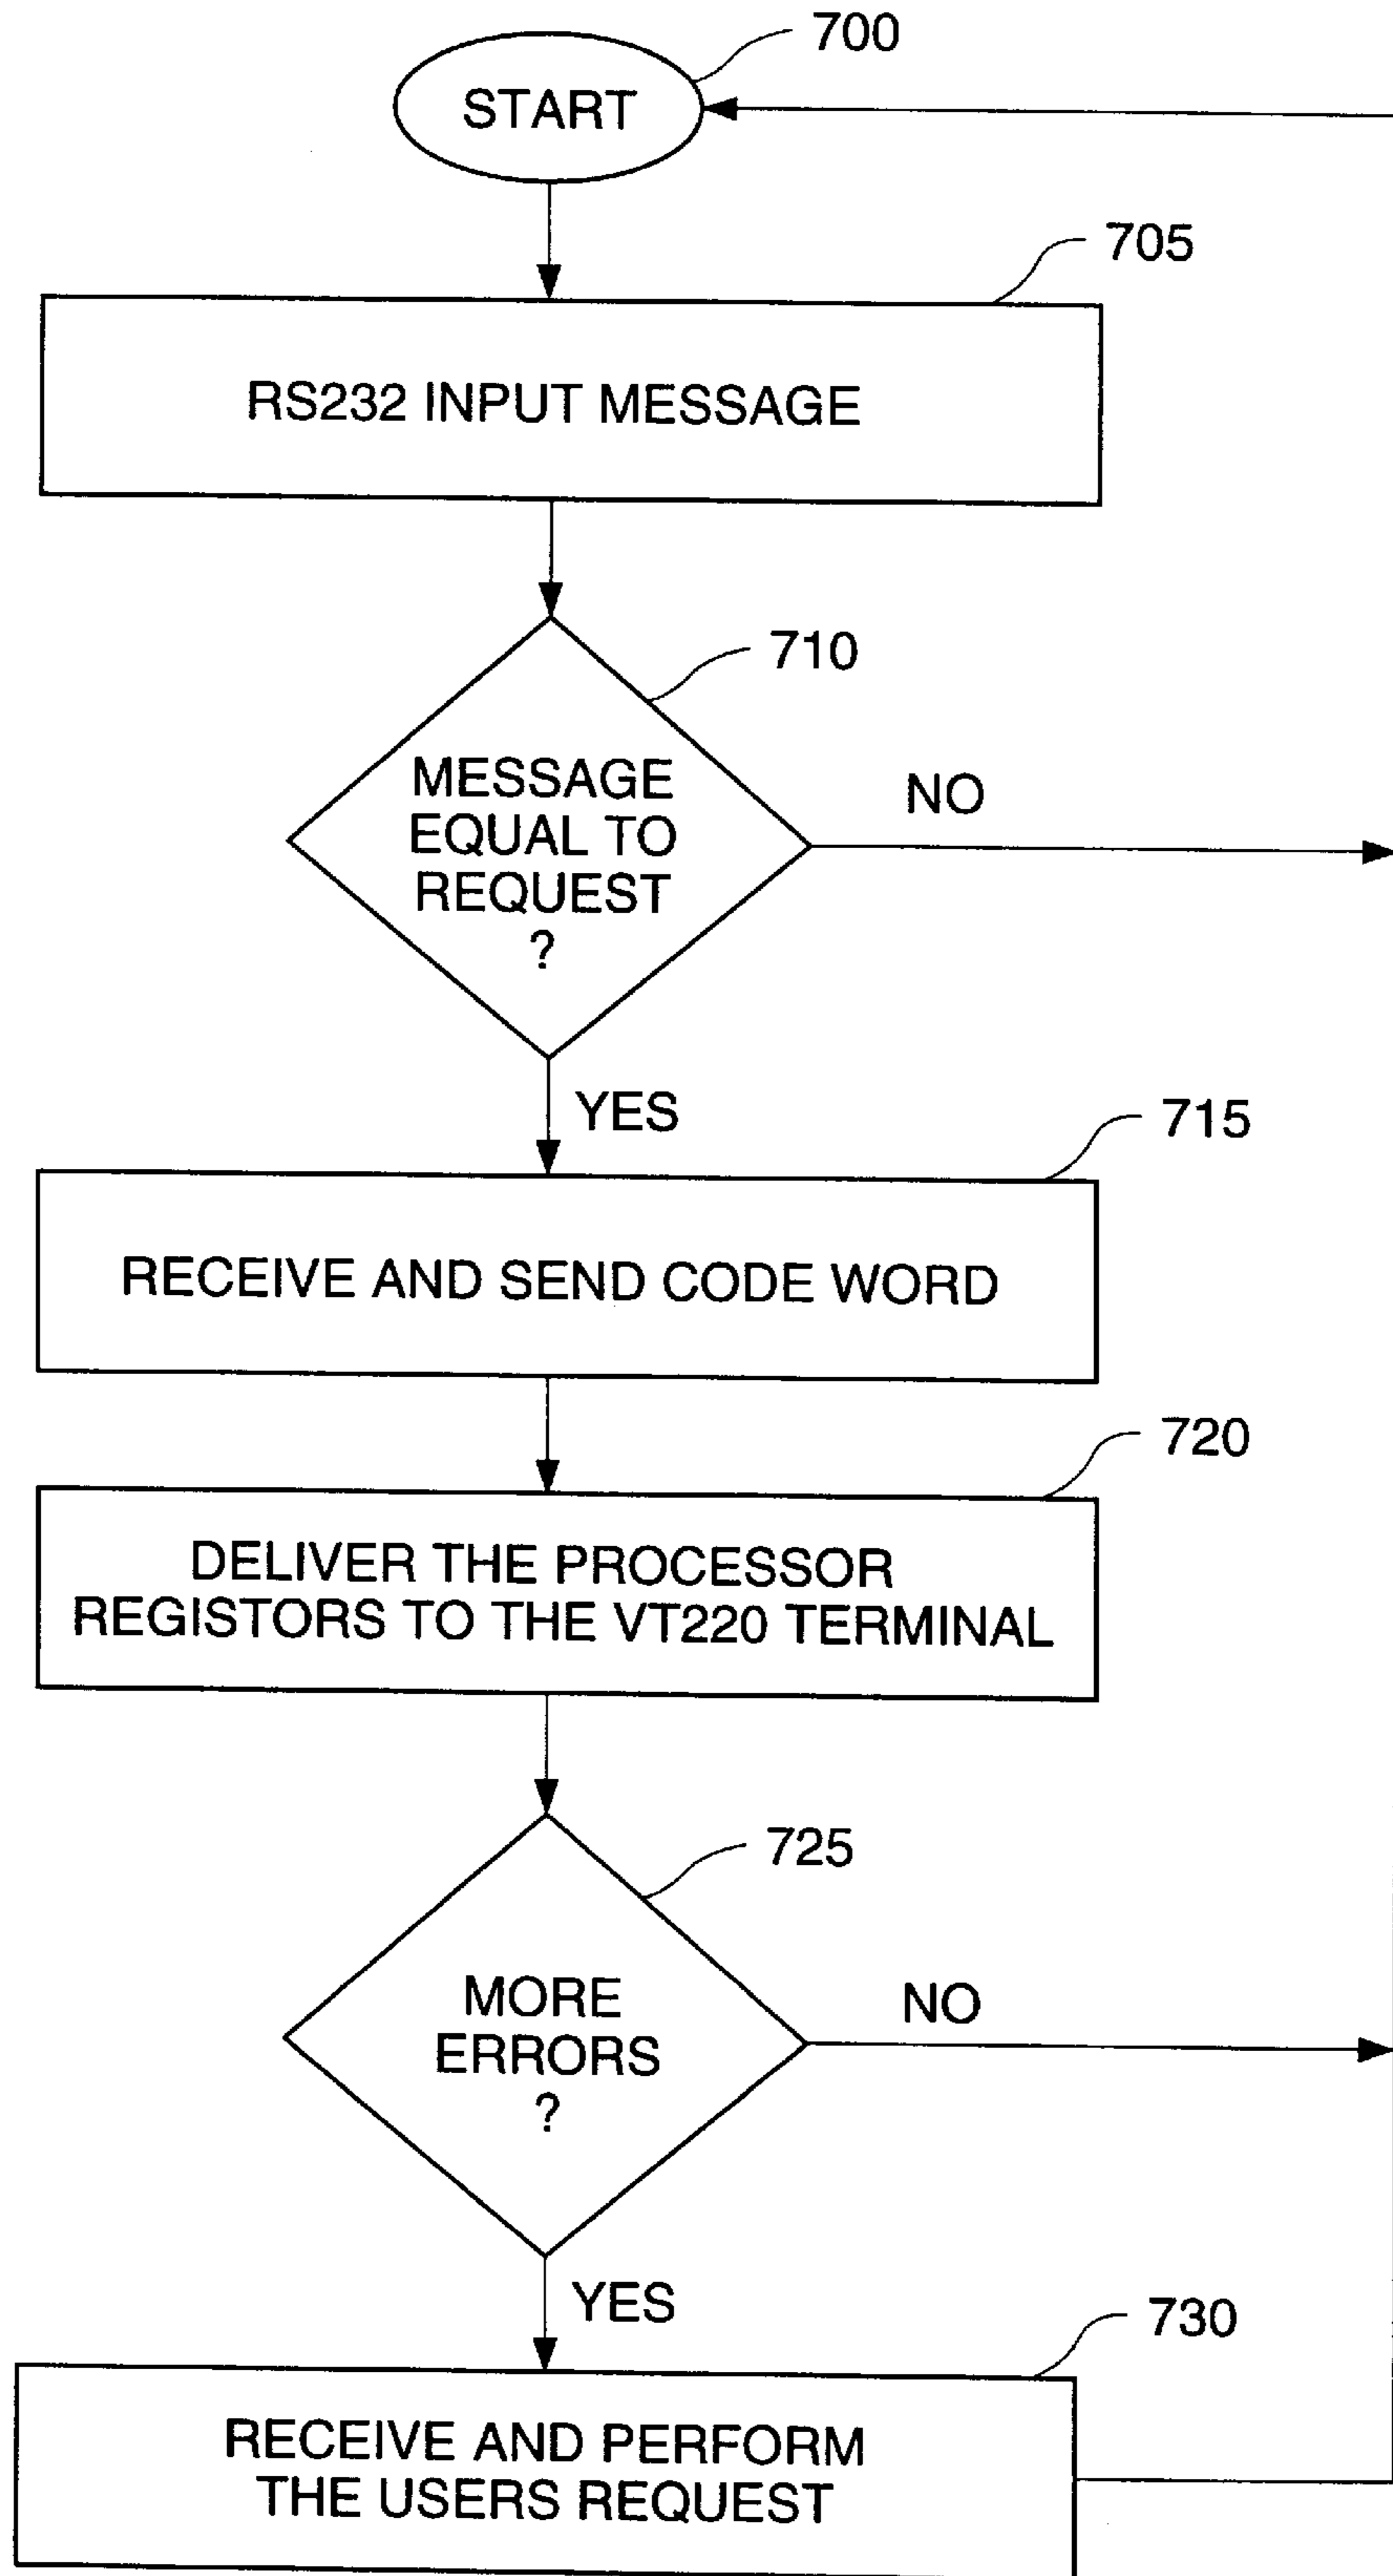 700
START
705
RS232 INPUT MESSAGE
710
MESSAGE
EQUAL TO
REQUEST
?
NO
YES
715
RECEIVE AND SEND CODE WORD
720
DELIVER THE PROCESSOR
REGISTORS TO THE VT220 TERMINAL
725
MORE
ERRORS
?
NO
YES
730
RECEIVE AND PERFORM
THE USERS REQUEST